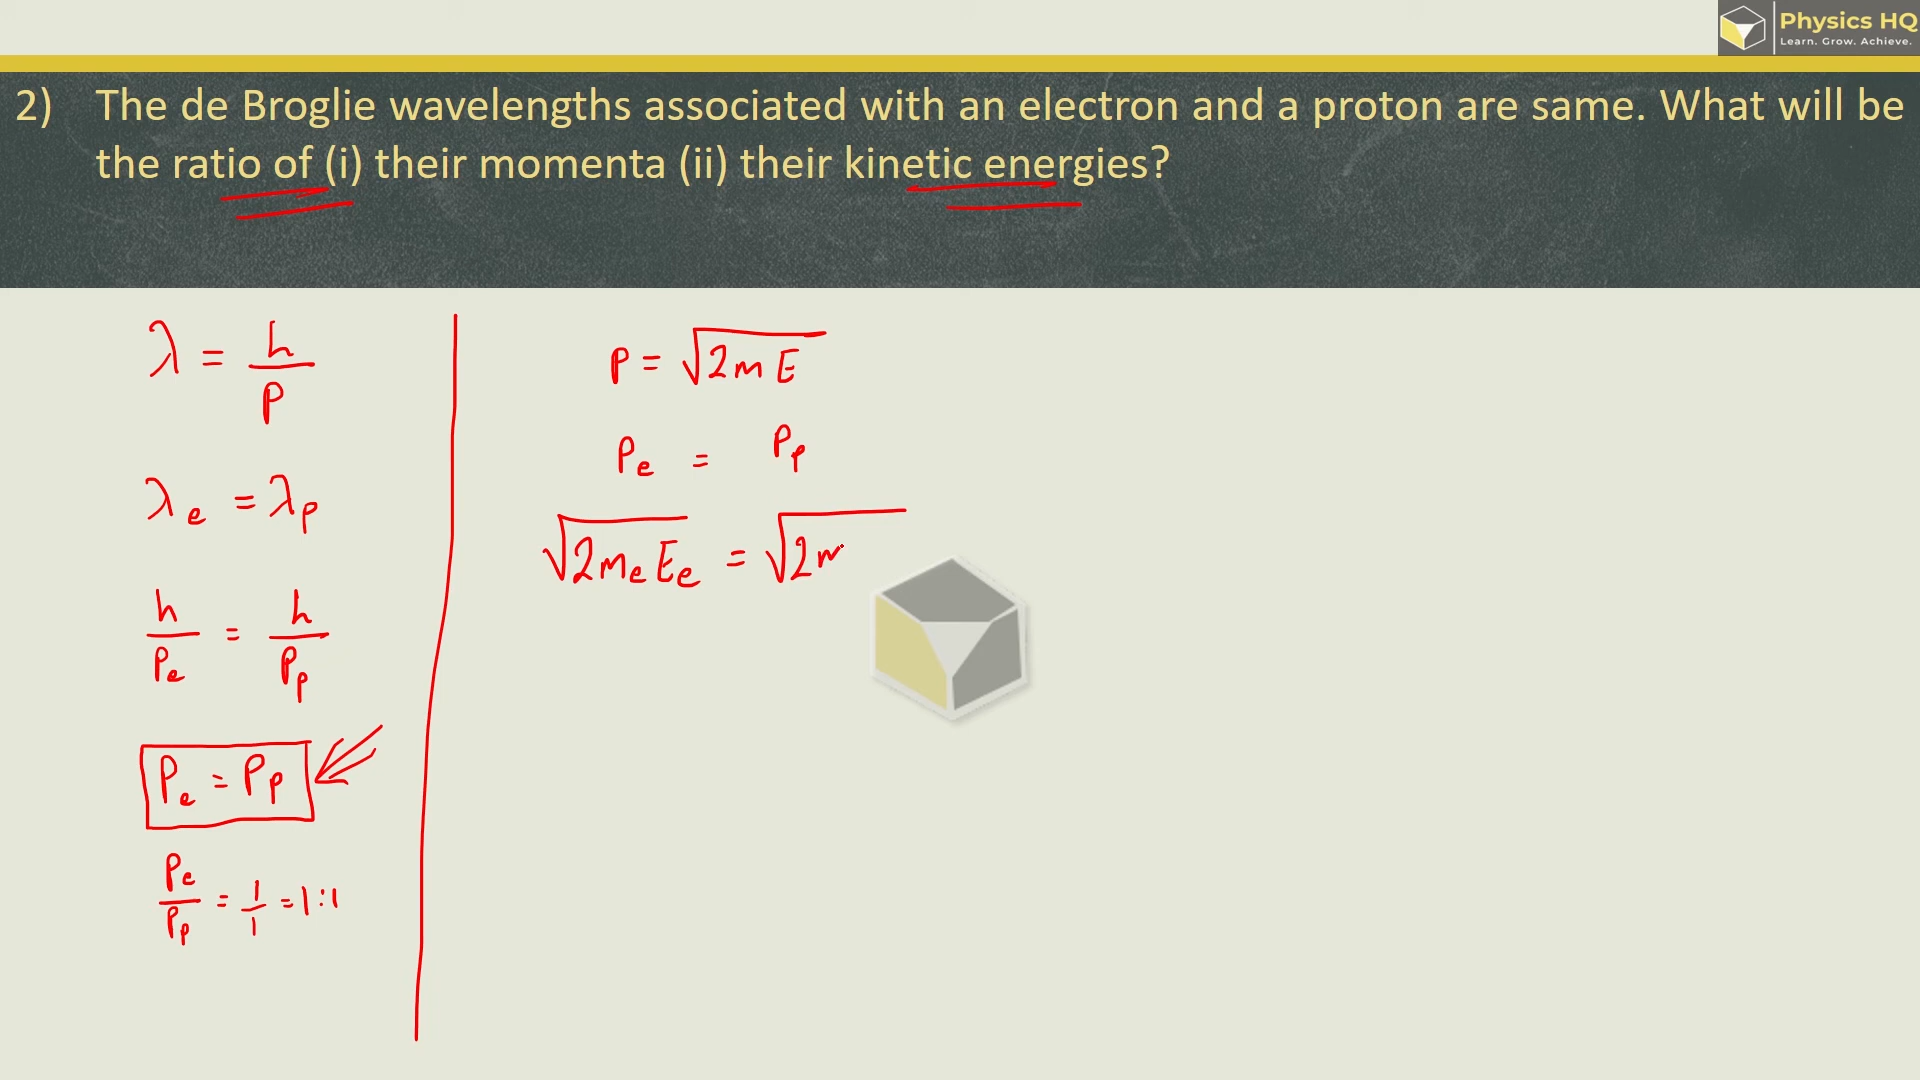 Physics HQ
Learn. Grow. Achieve.
2) The de Broglie wavelengths associated with an electron and a proton are same. What will be
the ratio of (i) their momenta (ii) their kinetic energies?
λ = h/P
λe = λp
h/Pe = h/Pp
Pe = Pp
Pe/Pp = 1/1 = 1:1
P = √2mE
Pe = Pp
√2meEe = √2m